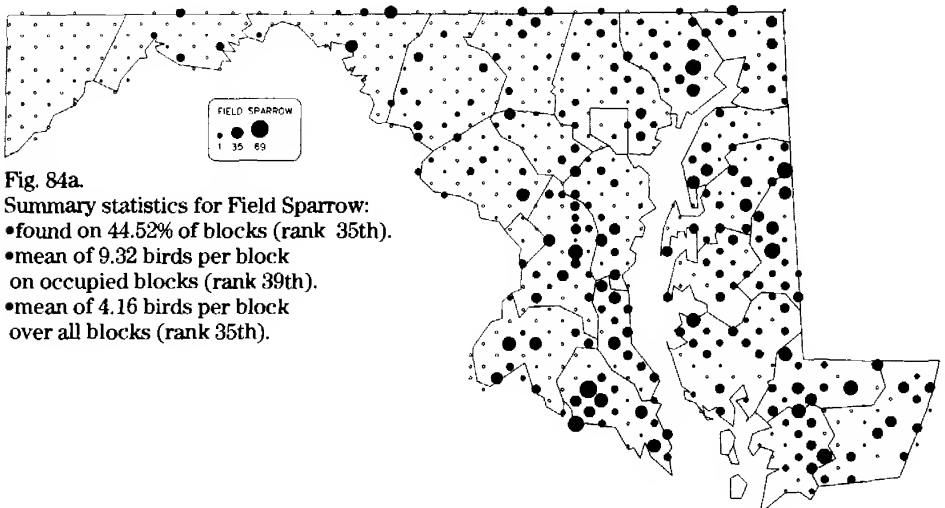 FIELD SPARROW
1 35 69
Fig. 84a.
Summary statistics for Field Sparrow:
•found on 44.52% of blocks (rank 35th).
•mean of 9.32 birds per block
on occupied blocks (rank 39th).
•mean of 4.16 birds per block
over all blocks (rank 35th).